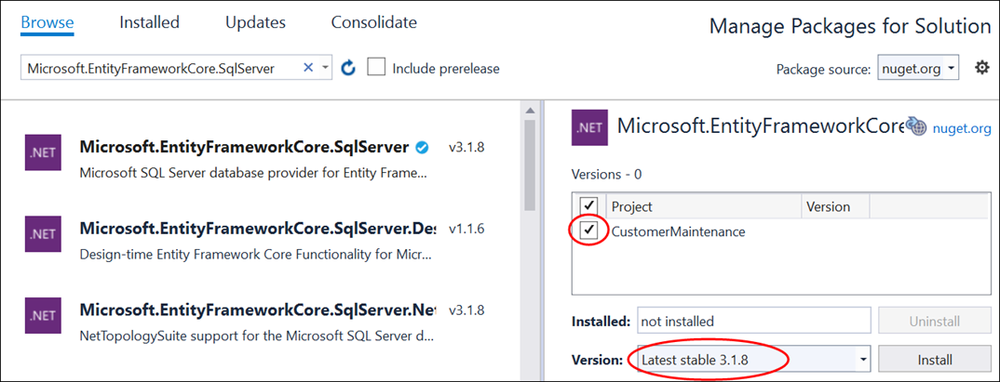 Browse Installed Updates Consolidate
Manage Packages for Solution
Microsoft.EntityFrameworkCore.SqlServer
Include prerelease
Package source: nuget.org
.NET
Microsoft.EntityFrameworkCore.SqlServer v3.1.8
Microsoft SQL Server database provider for Entity Frame...
.NET
Microsoft.EntityFrameworkCore.SqlServer.De v1.1.6
Design-time Entity Framework Core Functionality for Micr...
.NET
Microsoft.EntityFrameworkCore.SqlServer.Net v3.1.8
NetTopologySuite support for the Microsoft SQL Server d...
.NET
Microsoft.EntityFrameworkCore nuget.org
Versions - 0
Project Version
CustomerMaintenance
Installed: not installed Uninstall
Version: Latest stable 3.1.8 Install